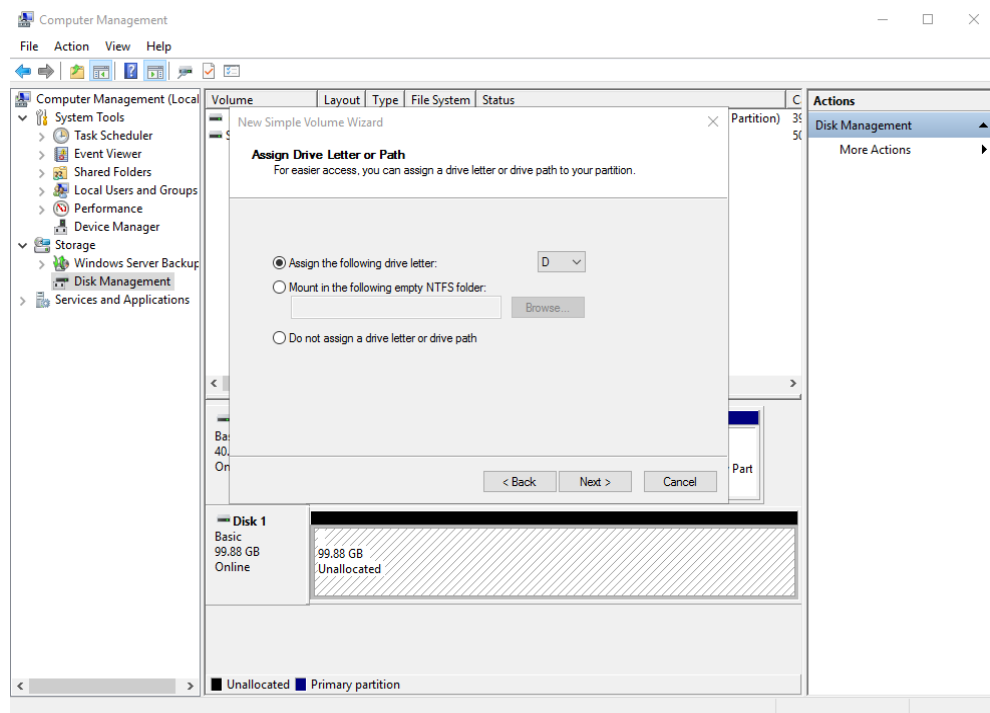 Computer Management
File Action View Help
Computer Management (Local
System Tools
Task Scheduler
Event Viewer
Shared Folders
Local Users and Groups
Performance
Device Manager
Storage
Windows Server Backup
Disk Management
Services and Applications
Volume Layout Type File System Status C
Partition) 39
S 50
New Simple Volume Wizard
Assign Drive Letter or Path
For easier access, you can assign a drive letter or drive path to your partition.
Assign the following drive letter: D
Mount in the following empty NTFS folder:
Browse...
Do not assign a drive letter or drive path
< Back Next > Cancel
Bas
40.
On
Part
Disk 1
Basic
99.88 GB
Online
99.88 GB
Unallocated
Unallocated Primary partition
Actions
Disk Management
More Actions